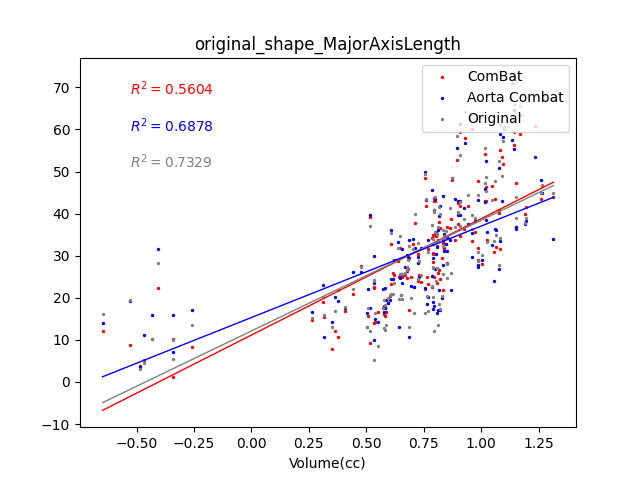 original_shape_MajorAxisLength
R² = 0.5604
R² = 0.6878
R² = 0.7329
ComBat
Aorta Combat
Original
70
60
50
40
30
20
10
0
−10
−0.50
−0.25
0.00
0.25
0.50
0.75
1.00
1.25
Volume(cc)